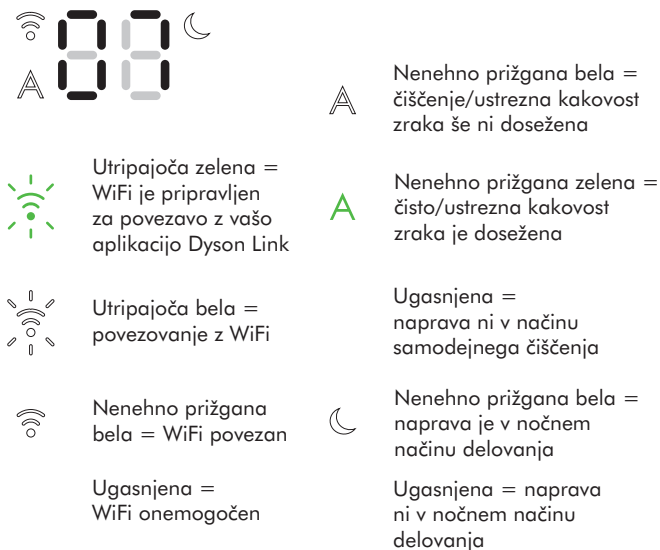 A
07
Utripajoča zelena =
WiFi je pripravljen
za povezavo z vašo
aplikacijo Dyson Link
Utripajoča bela =
povezovanje z WiFi
Nenehno prižgana
bela = WiFi povezan
Ugasnjena =
WiFi onemogočen
A
Nenehno prižgana bela =
čiščenje/ustrezna kakovost
zraka še ni dosežena
A
Nenehno prižgana zelena =
čisto/ustrezna kakovost
zraka je dosežena
Ugasnjena =
naprava ni v načinu
samodejnega čiščenja
Nenehno prižgana bela =
naprava je v nočnem
načinu delovanja
Ugasnjena = naprava
ni v nočnem načinu
delovanja